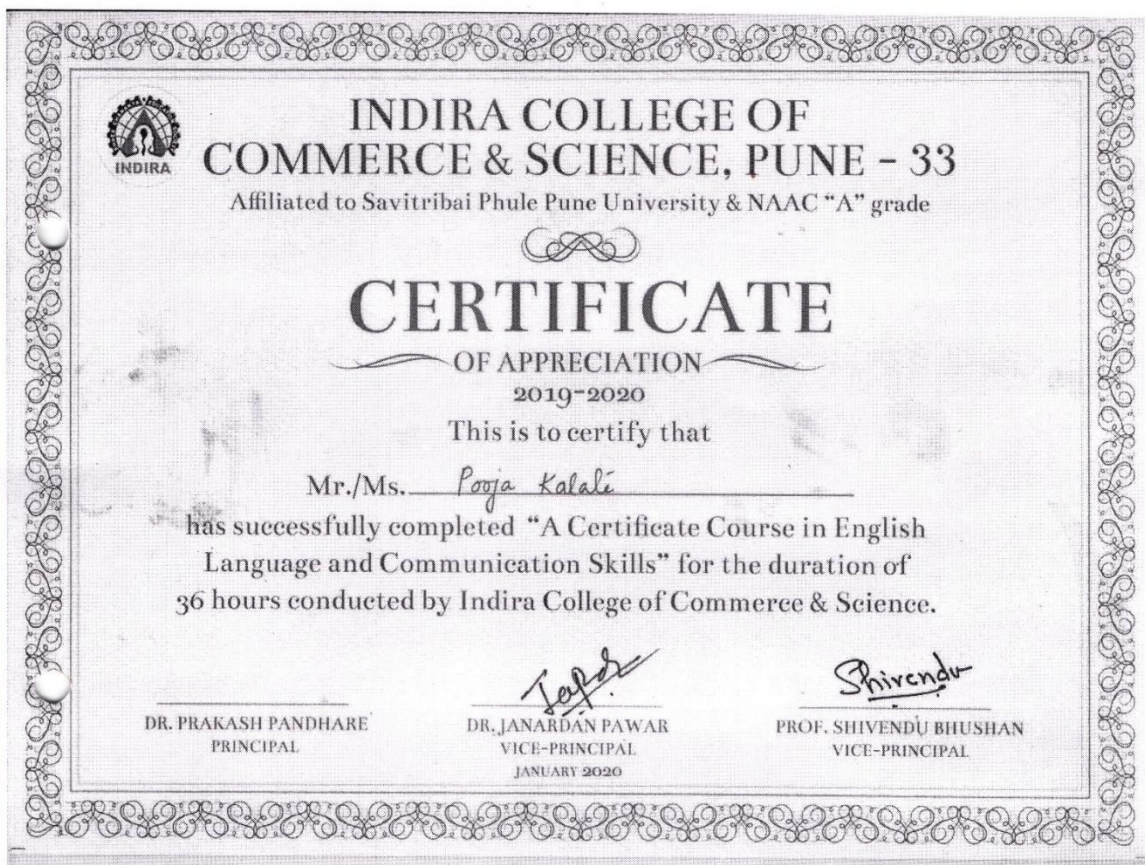 INDIRA
INDIRA COLLEGE OF
COMMERCE & SCIENCE, PUNE - 33
Affiliated to Savitribai Phule Pune University & NAAC “A” grade
CERTIFICATE
OF APPRECIATION
2019-2020
This is to certify that
Mr./Ms. Pooja Kalale
has successfully completed “A Certificate Course in English
Language and Communication Skills” for the duration of
36 hours conducted by Indira College of Commerce & Science.
Shivendu
DR. PRAKASH PANDHARE
PRINCIPAL
DR. JANARDAN PAWAR
VICE-PRINCIPAL
JANUARY 2020
PROF. SHIVENDU BHUSHAN
VICE-PRINCIPAL